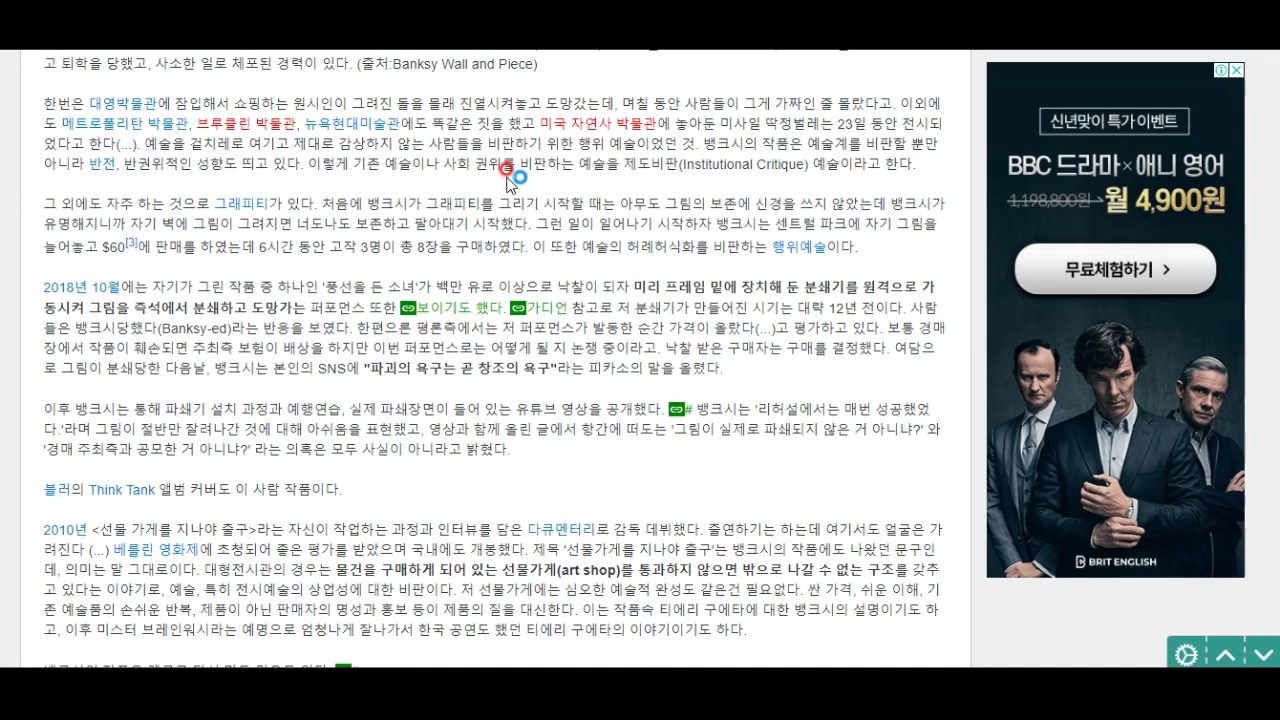 고 퇴학을 당했고, 사소한 일로 체포된 경력이 있다. (출처:Banksy Wall and Piece)
한번은 대영박물관에 잠입해서 쇼핑하는 원시인이 그려진 돌을 몰래 진열시켜놓고 도망갔는데, 며칠 동안 사람들이 그게 가짜인 줄 몰랐다고. 이외에
도 메트로폴리탄 박물관, 브루클린 박물관, 뉴욕현대미술관에도 똑같은 짓을 했고 미국 자연사 박물관에 놓아둔 미사일 딱정벌레는 23일 동안 전시되
었다고 한다(...). 예술을 겉치레로 여기고 제대로 감상하지 않는 사람들을 비판하기 위한 행위 예술이었던 것. 뱅크시의 작품은 예술계를 비판할 뿐만
아니라 반전, 반권위적인 성향도 띄고 있다. 이렇게 기존 예술이나 사회 권위를 비판하는 예술을 제도비판(Institutional Critique) 예술이라고 한다.
그 외에도 자주 하는 것으로 그래피티가 있다. 처음에 뱅크시가 그래피티를 그리기 시작할 때는 아무도 그림의 보존에 신경을 쓰지 않았는데 뱅크시가
유명해지니까 자기 벽에 그림이 그려지면 너도나도 보존하고 팔아대기 시작했다. 그런 일이 일어나기 시작하자 뱅크시는 센트럴 파크에 자기 그림을
늘어놓고 $60[3]에 판매를 하였는데 6시간 동안 고작 3명이 총 8장을 구매하였다. 이 또한 예술의 허례허식화를 비판하는 행위예술이다.
2018년 10월에는 자기가 그린 작품 중 하나인 '풍선을 든 소녀'가 백만 유로 이상으로 낙찰이 되자 미리 프레임 밑에 장치해 둔 분쇄기를 원격으로 가
동시켜 그림을 즉석에서 분쇄하고 도망가는 퍼포먼스 또한 보이기도 했다. 가디언 참고로 저 분쇄기가 만들어진 시기는 대략 12년 전이다. 사람
들은 뱅크시당했다(Banksy-ed)라는 반응을 보였다. 한편으론 평론측에서는 저 퍼포먼스가 발동한 순간 가격이 올랐다(...)고 평가하고 있다. 보통 경매
장에서 작품이 훼손되면 주최측 보험이 배상을 하지만 이번 퍼포먼스로는 어떻게 될 지 논쟁 중이라고. 낙찰 받은 구매자는 구매를 결정했다. 여담으
로 그림이 분쇄당한 다음날, 뱅크시는 본인의 SNS에 "파괴의 욕구는 곧 창조의 욕구"라는 피카소의 말을 올렸다.
이후 뱅크시는 통해 파쇄기 설치 과정과 예행연습, 실제 파쇄장면이 들어 있는 유튜브 영상을 공개했다. # 뱅크시는 '리허설에서는 매번 성공했었
다.'라며 그림이 절반만 잘려나간 것에 대해 아쉬움을 표현했고, 영상과 함께 올린 글에서 항간에 떠도는 '그림이 실제로 파쇄되지 않은 거 아니냐?' 와
'경매 주최측과 공모한 거 아니냐?' 라는 의혹은 모두 사실이 아니라고 밝혔다.
블러의 Think Tank 앨범 커버도 이 사람 작품이다.
2010년 <선물 가게를 지나야 출구>라는 자신이 작업하는 과정과 인터뷰를 담은 다큐멘터리로 감독 데뷔했다. 출연하기는 하는데 여기서도 얼굴은 가
려진다 (...) 베를린 영화제에 초청되어 좋은 평가를 받았으며 국내에도 개봉했다. 제목 '선물가게를 지나야 출구'는 뱅크시의 작품에도 나왔던 문구인
데, 의미는 말 그대로이다. 대형전시관의 경우는 물건을 구매하게 되어 있는 선물가게(art shop)를 통과하지 않으면 밖으로 나갈 수 없는 구조를 갖추
고 있다는 이야기로, 예술, 특히 전시예술의 상업성에 대한 비판이다. 저 선물가게에는 심오한 예술적 완성도 같은건 필요없다. 싼 가격, 쉬운 이해, 기
존 예술품의 손쉬운 반복, 제품이 아닌 판매자의 명성과 홍보 등이 제품의 질을 대신한다. 이는 작품속 티에리 구에타에 대한 뱅크시의 설명이기도 하
고, 이후 미스터 브레인워시라는 예명으로 엄청나게 잘나가서 한국 공연도 했던 티에리 구에타의 이야기이기도 하다.
신년맞이 특가 이벤트
BBC 드라마×애니 영어
1,198,800원→월 4,900원
무료체험하기 >
BRIT ENGLISH